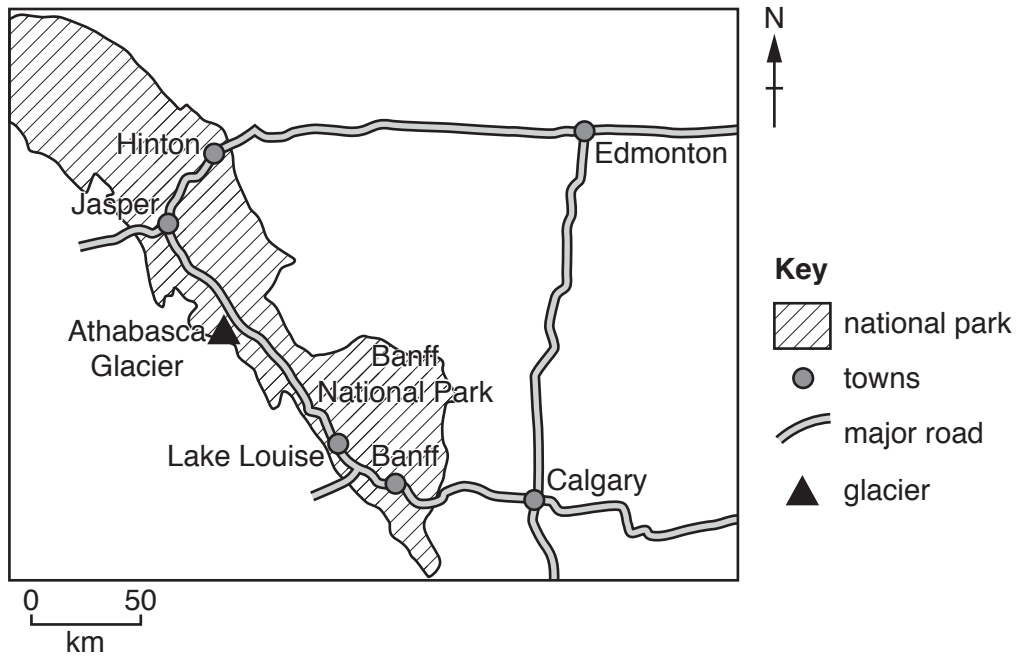 N
Hinton
Edmonton
Jasper
Key
national park
Athabasca
Glacier
Banff
National Park
towns
major road
Lake Louise
Banff
Calgary
glacier
0 50
km